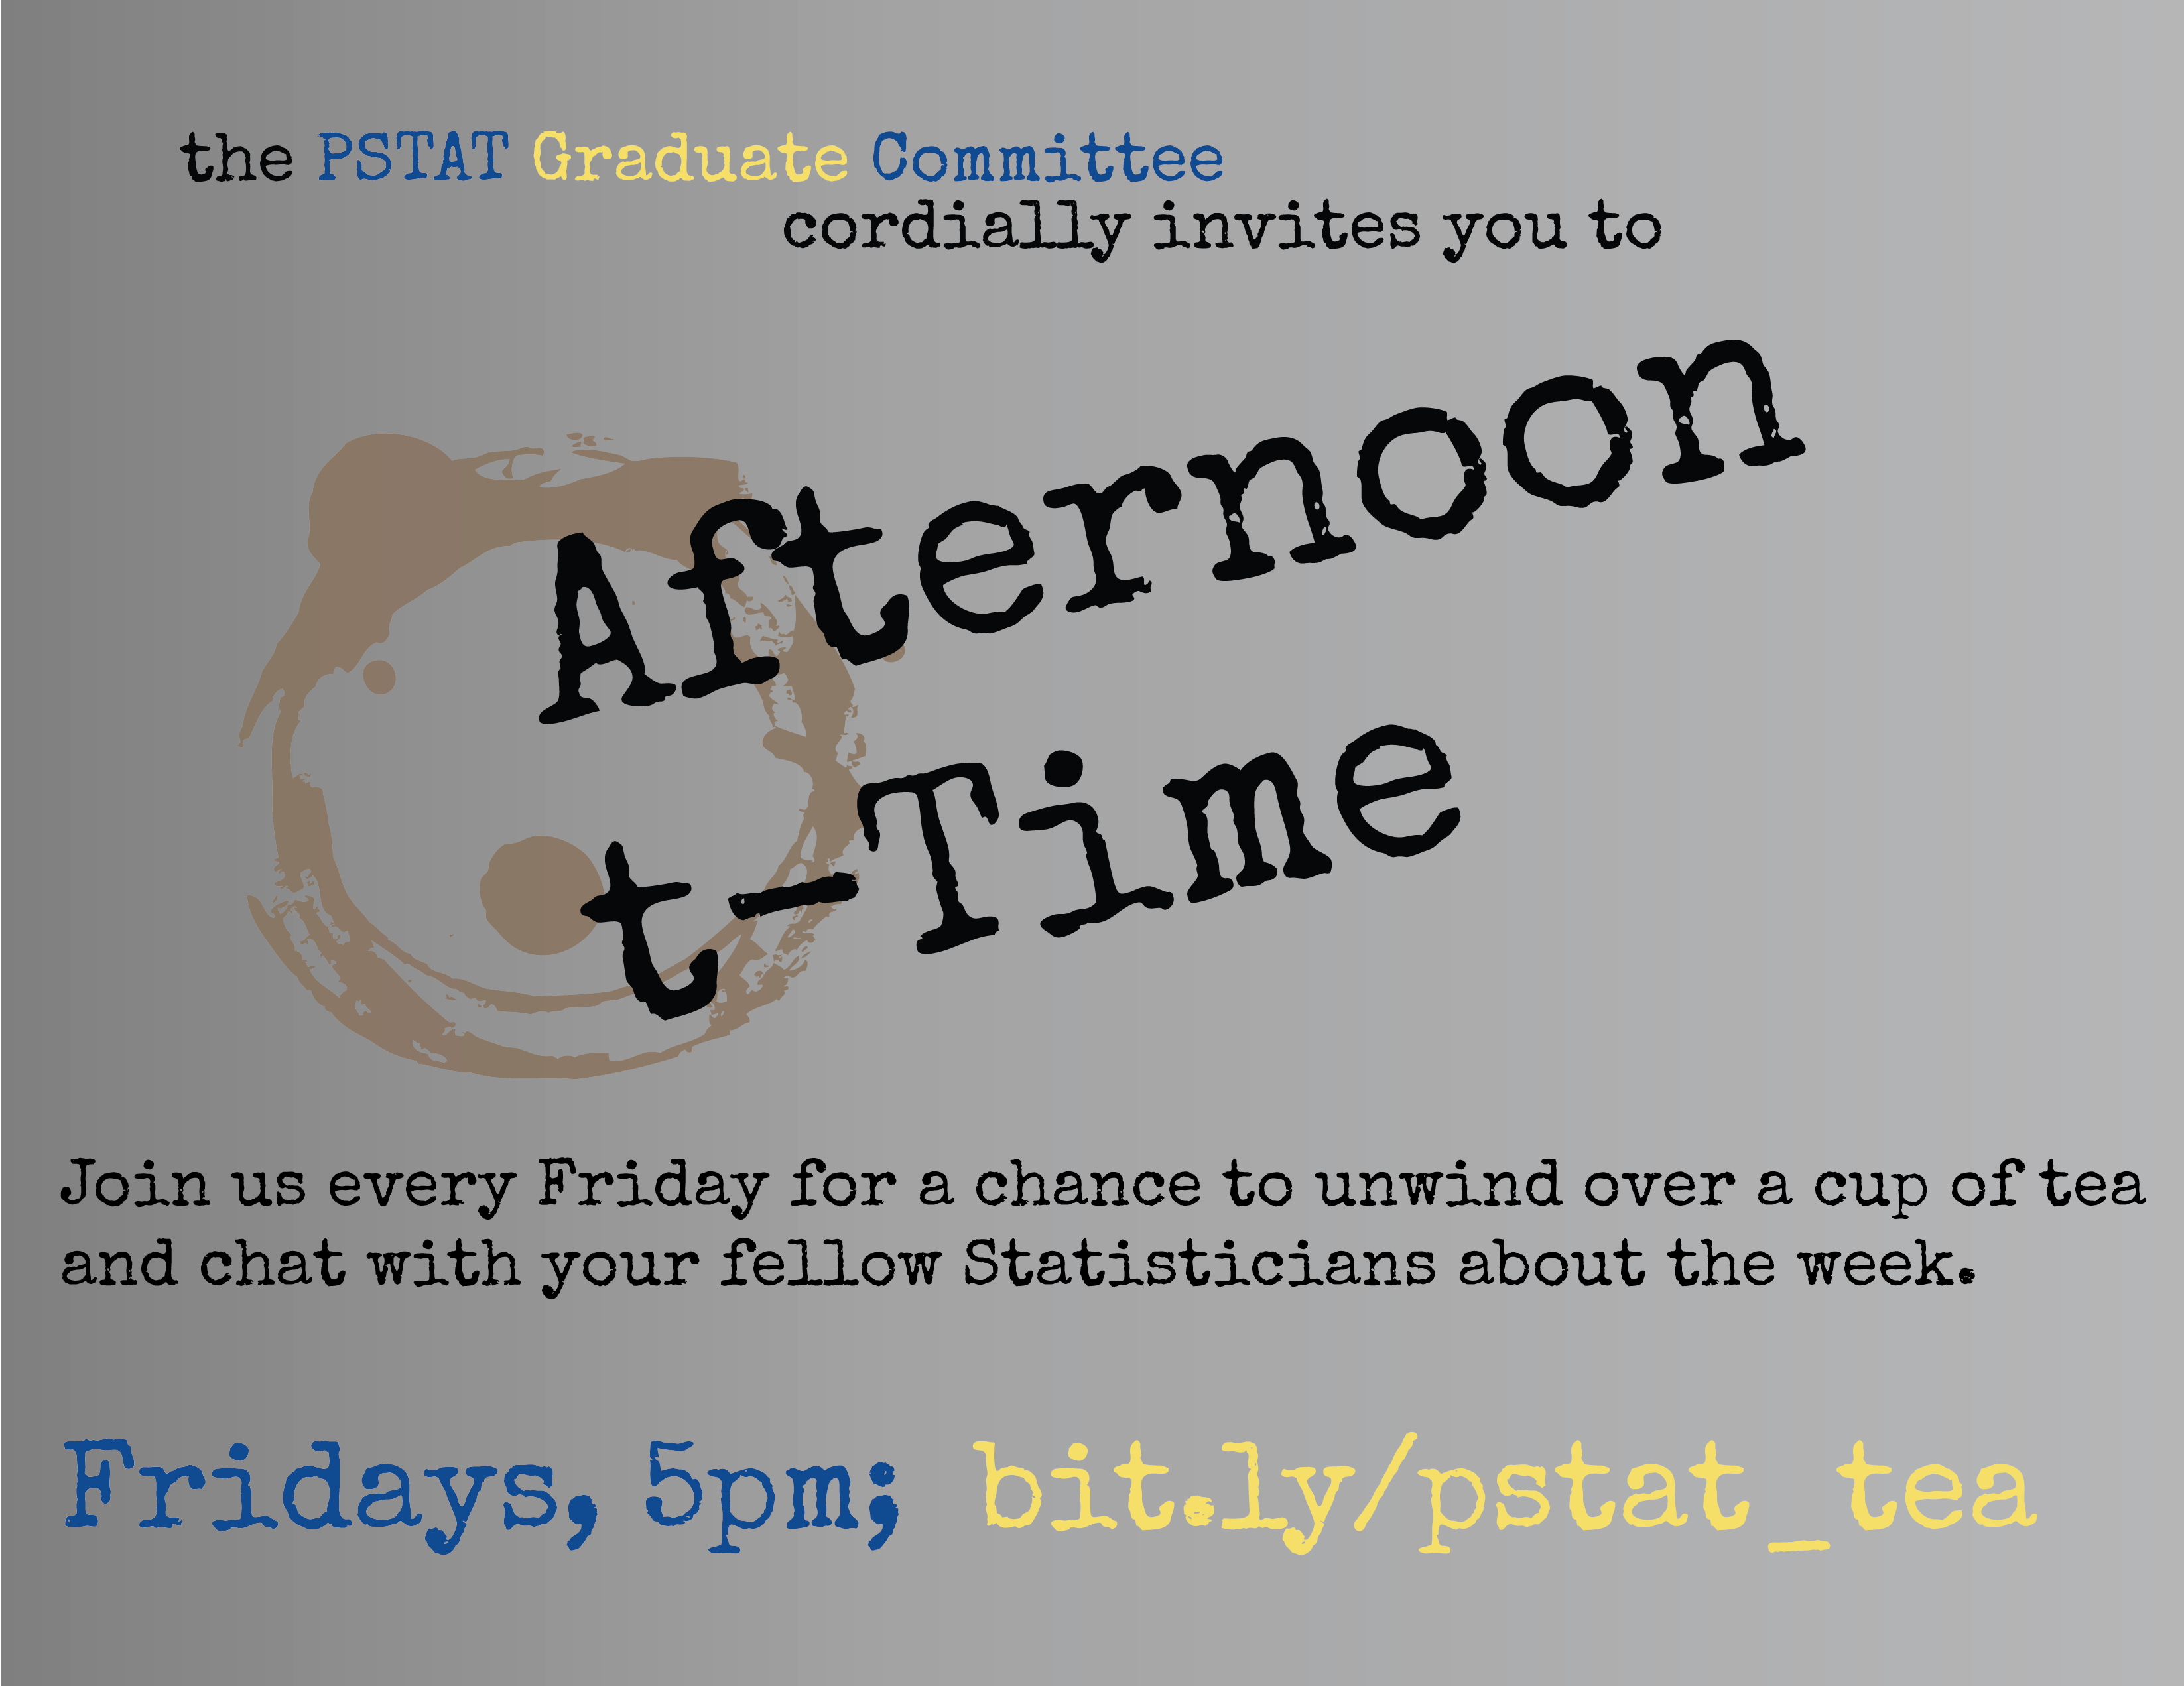 the PSTAT Graduate Committee
cordially invites you to
Afternoon
t-Time
Join us every Friday for a chance to unwind over a cup of tea
and chat with your fellow Statisticians about the week.
Fridays, 5pm; bit.ly/pstat_tea